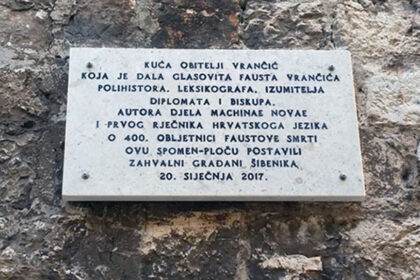 KUĆA OBITELJI VRANČIĆ
KOJA JE DALA GLASOVITA FAUSTA VRANČIĆA
POLIHISTORA, LEKSIKOGRAFA, IZUMITELJA
DIPLOMATA I BISKUPA,
AUTORA DJELA MACHINAE NOVAE
I PRVOG RJEČNIKA HRVATSKOGA JEZIKA
O 400. OBLJETNICI FAUSTOVE SMRTI
OVU SPOMEN-PLOČU POSTAVILI
ZAHVALNI GRAĐANI ŠIBENIKA
20. SIJEČNJA 2017.